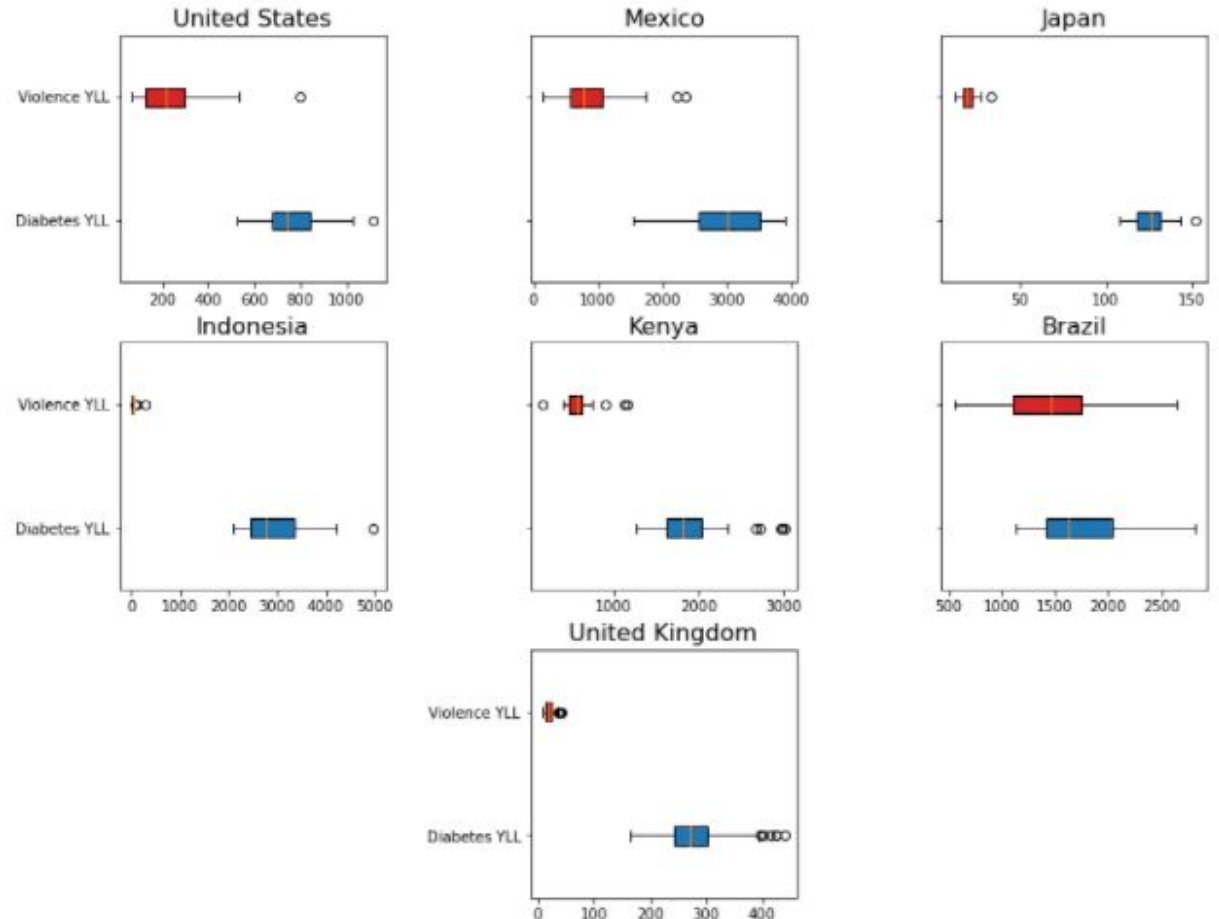 United States
Mexico
Japan
Violence YLL
Diabetes YLL
200 400 600 800 1000
0 1000 2000 3000 4000
50 100 150
Indonesia
Kenya
Brazil
Violence YLL
Diabetes YLL
0 1000 2000 3000 4000 5000
1000 2000 3000
500 1000 1500 2000 2500
United Kingdom
Violence YLL
Diabetes YLL
0 100 200 300 400